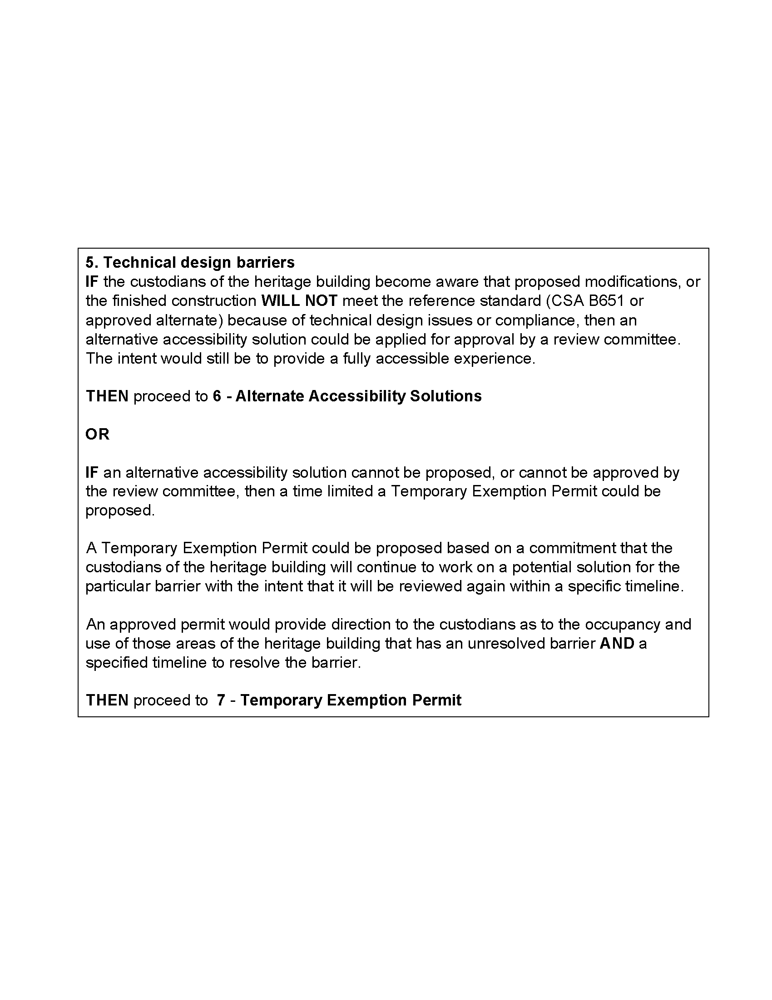 5. Technical design barriers
IF the custodians of the heritage building become aware that proposed modifications, or
the finished construction WILL NOT meet the reference standard (CSA B651 or
approved alternate) because of technical design issues or compliance, then an
alternative accessibility solution could be applied for approval by a review committee.
The intent would still be to provide a fully accessible experience.
THEN proceed to 6 - Alternate Accessibility Solutions
OR
IF an alternative accessibility solution cannot be proposed, or cannot be approved by
the review committee, then a time limited a Temporary Exemption Permit could be
proposed.
A Temporary Exemption Permit could be proposed based on a commitment that the
custodians of the heritage building will continue to work on a potential solution for the
particular barrier with the intent that it will be reviewed again within a specific timeline.
An approved permit would provide direction to the custodians as to the occupancy and
use of those areas of the heritage building that has an unresolved barrier AND a
specified timeline to resolve the barrier.
THEN proceed to  7 - Temporary Exemption Permit